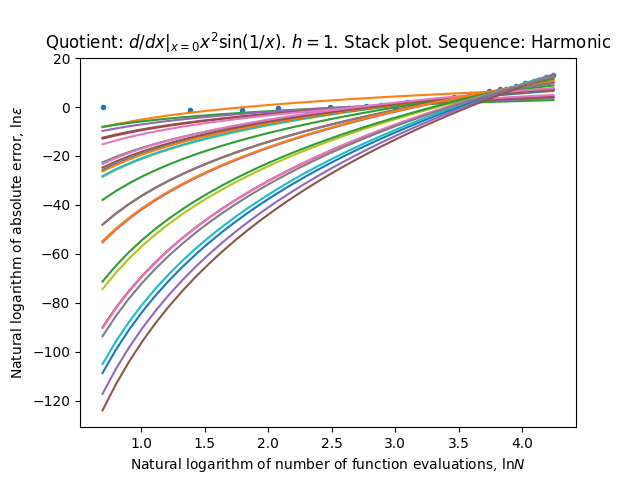 Quotient: $d/dx|_{x=0}x^2\sin(1/x)$. $h=1$. Stack plot. Sequence: Harmonic
Natural logarithm of absolute error, lnε
20
0
−20
−40
−60
−80
−100
−120
1.0 1.5 2.0 2.5 3.0 3.5 4.0
Natural logarithm of number of function evaluations, lnN